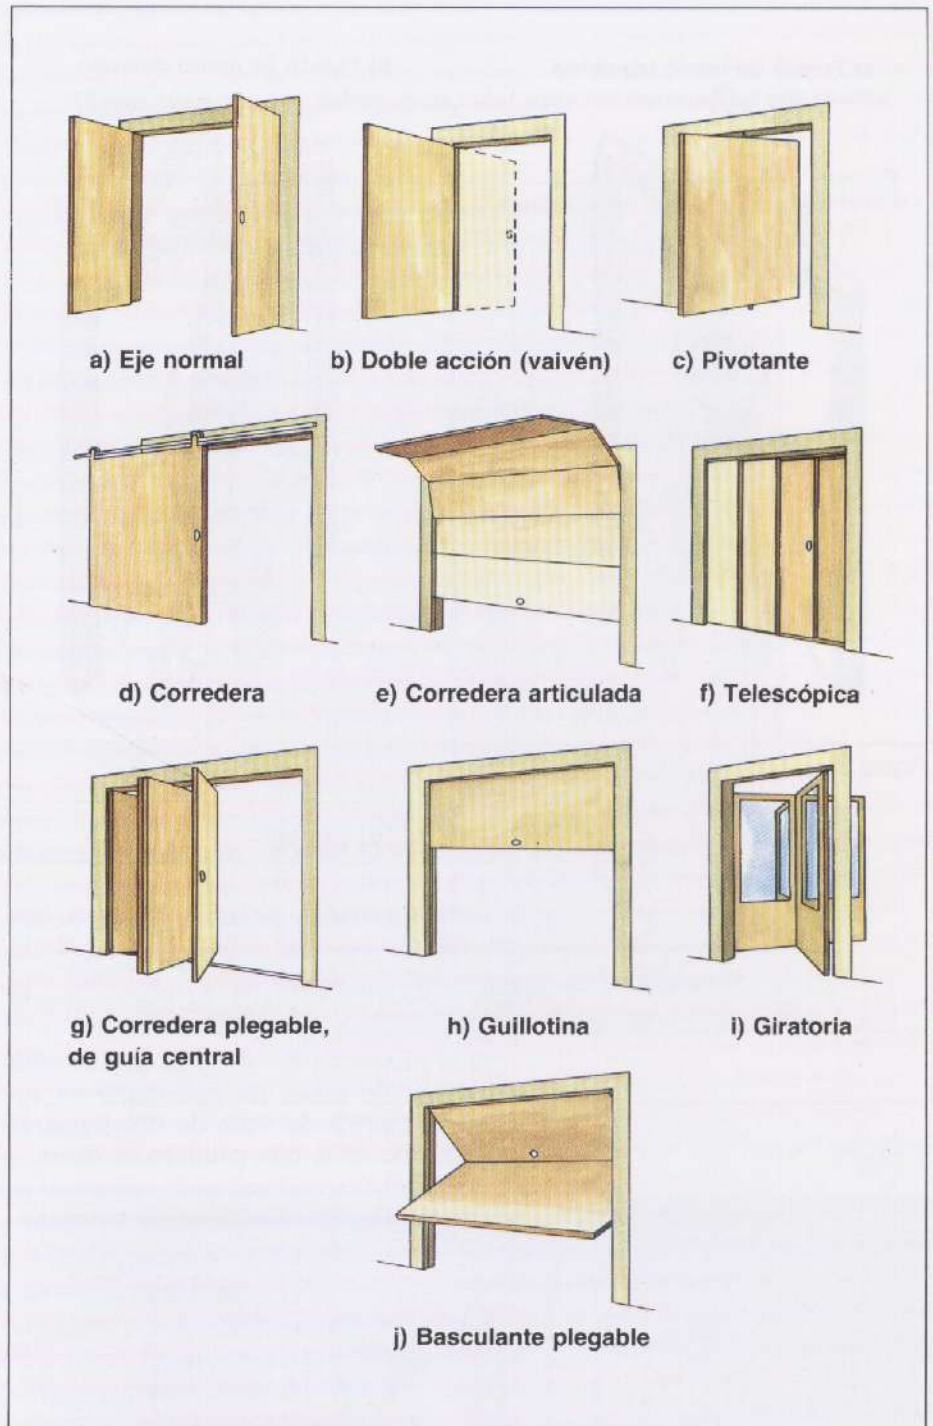 a) Eje normal
b) Doble acción (vaivén)
c) Pivotante
d) Corredera
e) Corredera articulada
f) Telescópica
g) Corredera plegable,
de guía central
h) Guillotina
i) Giratoria
j) Basculante plegable